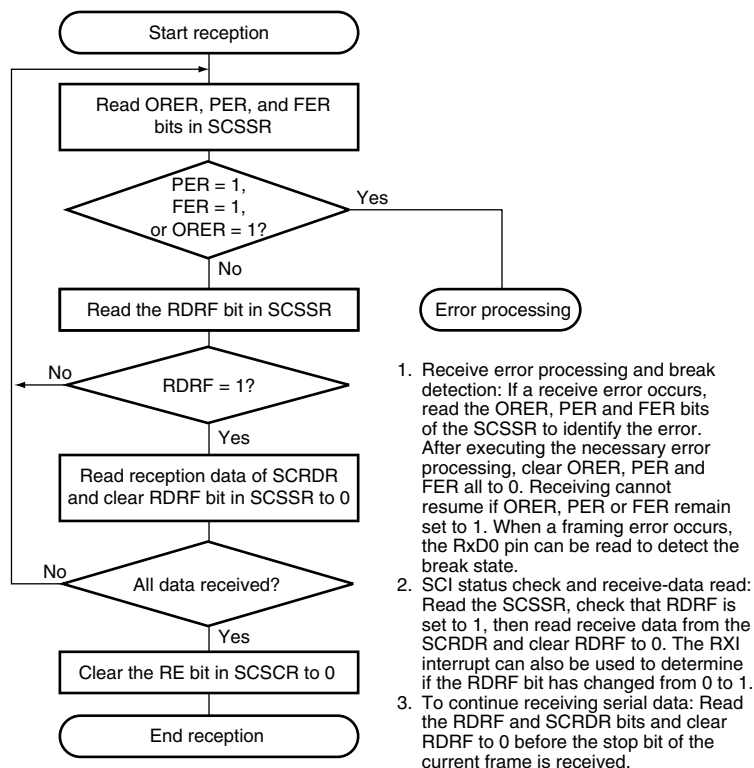 Start reception
Read ORER, PER, and FER
bits in SCSSR
PER = 1,
FER = 1,
or ORER = 1?
Yes
No
Read the RDRF bit in SCSSR
Error processing
No
RDRF = 1?
Yes
Read reception data of SCRDR
and clear RDRF bit in SCSSR to 0
No
All data received?
Yes
Clear the RE bit in SCSCR to 0
End reception
1. Receive error processing and break
detection: If a receive error occurs,
read the ORER, PER and FER bits
of the SCSSR to identify the error.
After executing the necessary error
processing, clear ORER, PER and
FER all to 0. Receiving cannot
resume if ORER, PER or FER remain
set to 1. When a framing error occurs,
the RxD0 pin can be read to detect the
break state.
2. SCI status check and receive-data read:
Read the SCSSR, check that RDRF is
set to 1, then read receive data from the
SCRDR and clear RDRF to 0. The RXI
interrupt can also be used to determine
if the RDRF bit has changed from 0 to 1.
3. To continue receiving serial data: Read
the RDRF and SCRDR bits and clear
RDRF to 0 before the stop bit of the
current frame is received.